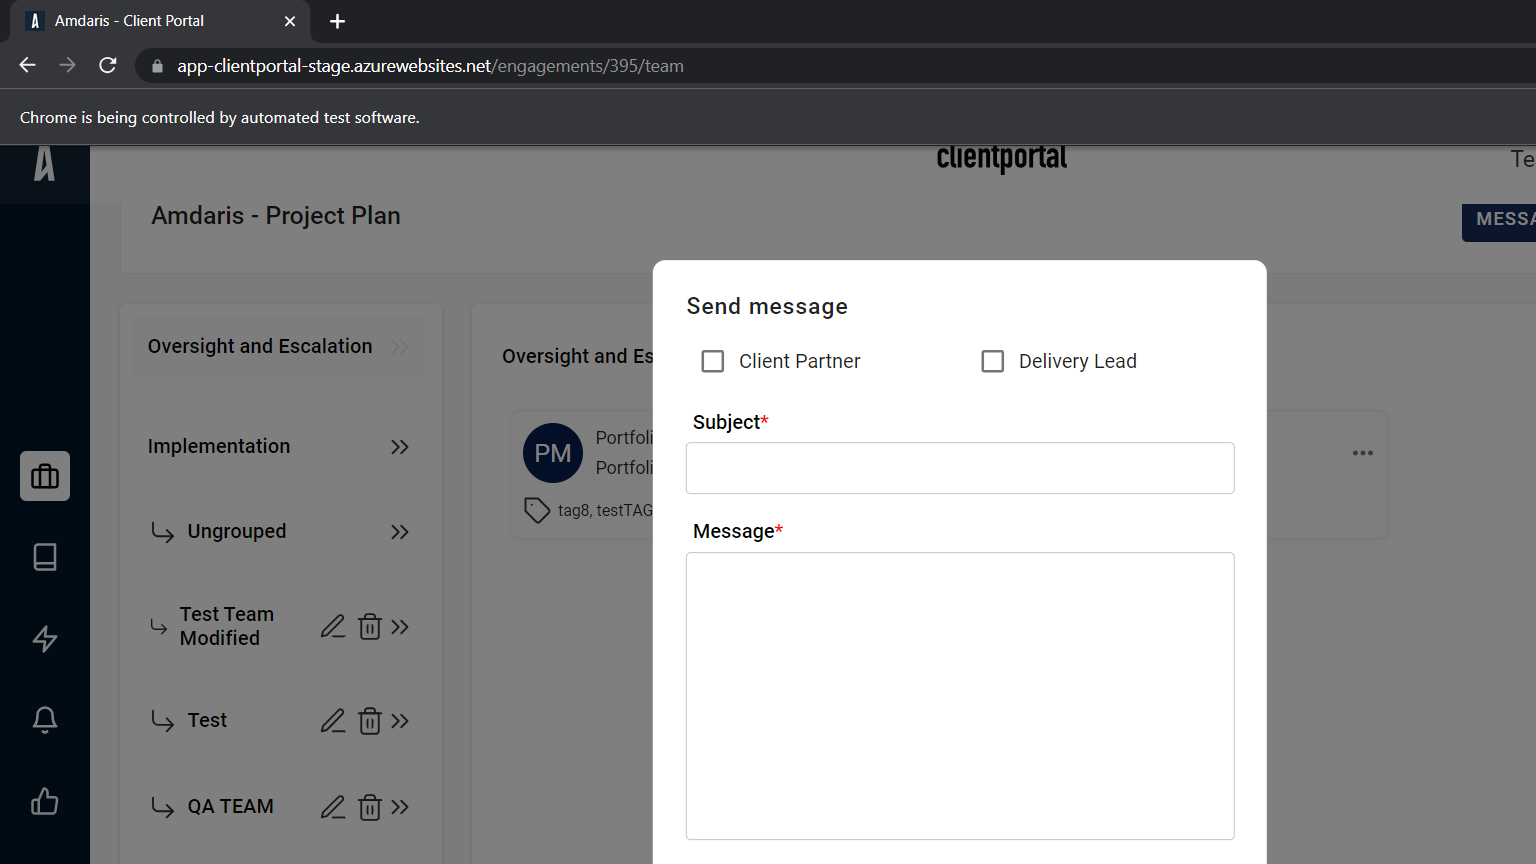 Amdaris - Client Portal
app-clientportal-stage.azurewebsites.net/engagements/395/team
Chrome is being controlled by automated test software.
clientportal
Te
Amdaris - Project Plan
MESSA
Send message
Client Partner
Delivery Lead
Subject*
Message*
Oversight and Escalation
Implementation
Ungrouped
Test Team
Modified
Test
QA TEAM
Oversight and Es
PM
Portfoli
Portfoli
tag8, testTAG